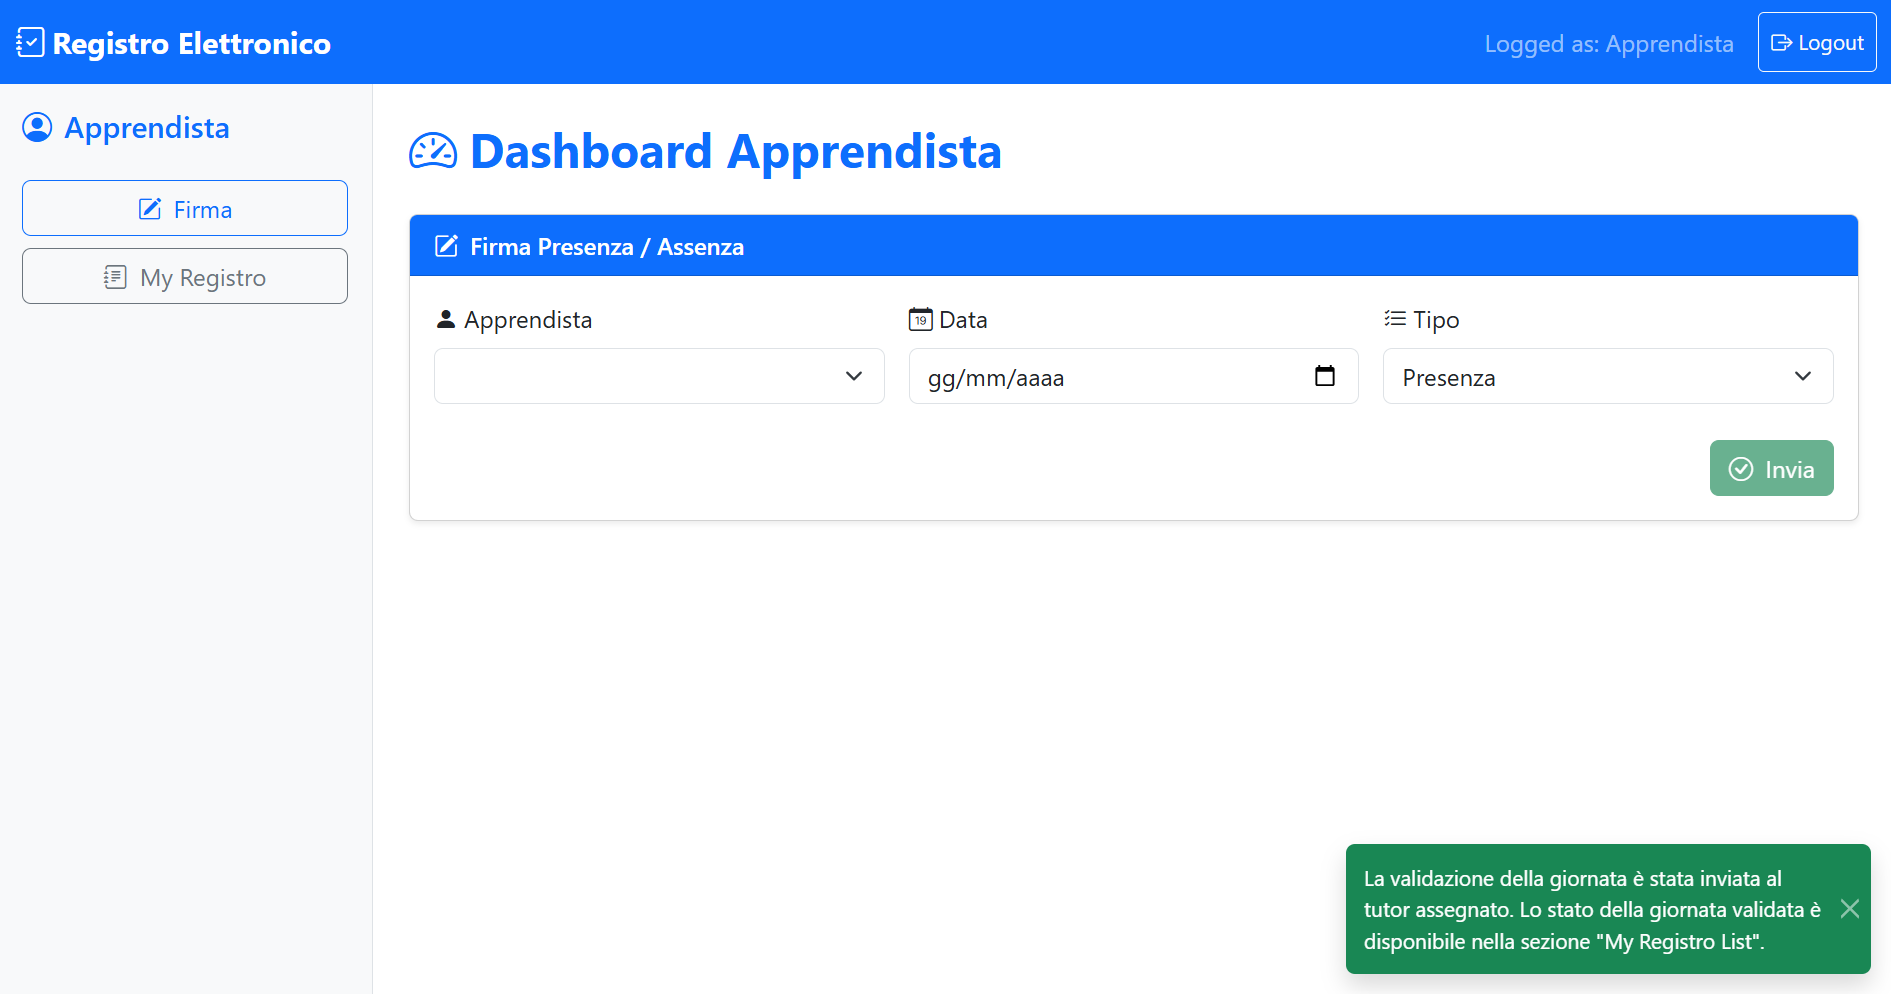 Registro Elettronico
Logged as: Apprendista
Logout
Apprendista
Firma
My Registro
Dashboard Apprendista
Firma Presenza / Assenza
Apprendista
Data
Tipo
19
gg/mm/aaaa
Presenza
Invia
La validazione della giornata è stata inviata al
tutor assegnato. Lo stato della giornata validata è
disponibile nella sezione "My Registro List".